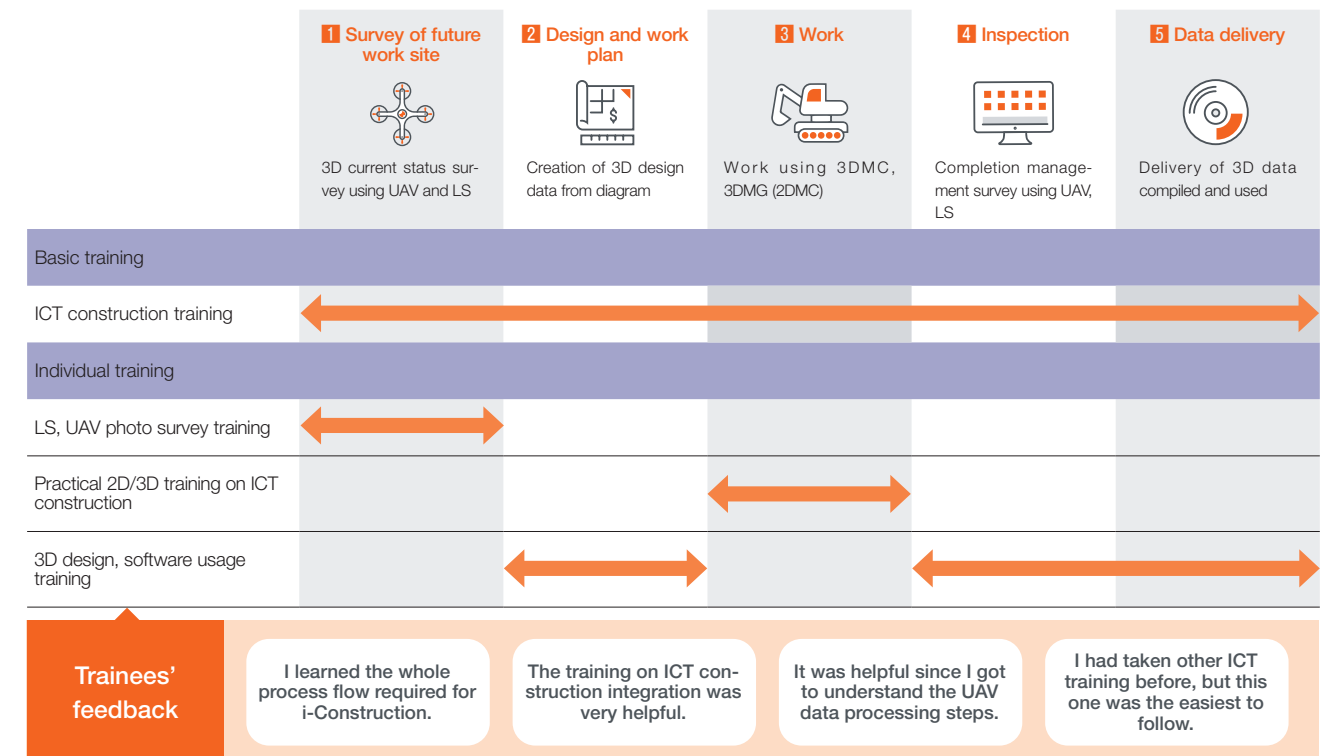 1 Survey of future
work site
3D current status sur-
vey using UAV and LS
2 Design and work
plan
$
Creation of 3D design
data from diagram
3 Work
Work using 3DMC,
3DMG (2DMC)
4 Inspection
Completion manage-
ment survey using UAV,
LS
5 Data delivery
Delivery of 3D data
compiled and used
Basic training
ICT construction training
Individual training
LS, UAV photo survey training
Practical 2D/3D training on ICT
construction
3D design, software usage
training
Trainees’
feedback
I learned the whole
process flow required for
i-Construction.
The training on ICT con-
struction integration was
very helpful.
It was helpful since I got
to understand the UAV
data processing steps.
I had taken other ICT
training before, but this
one was the easiest to
follow.